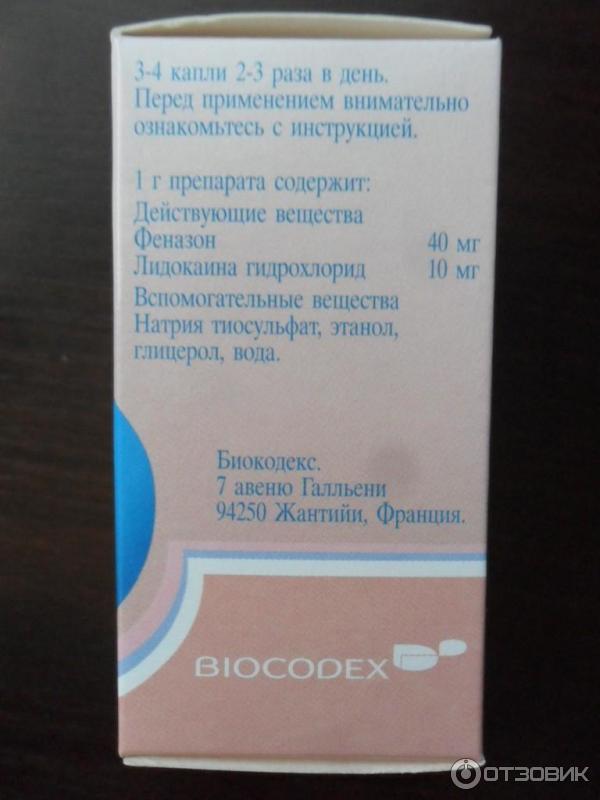 3-4 капли 2-3 раза в день.
Перед применением внимательно
ознакомьтесь с инструкцией.
1 г препарата содержит:
Действующие вещества
Феназон 40 мг
Лидокаина гидрохлорид 10 мг
Вспомогательные вещества
Натрия тиосульфат, этанол,
глицерол, вода.
Биокодекс.
7 авеню Галльени
94250 Жантийи, Франция.
BIOCODEX
ОТЗОВИК